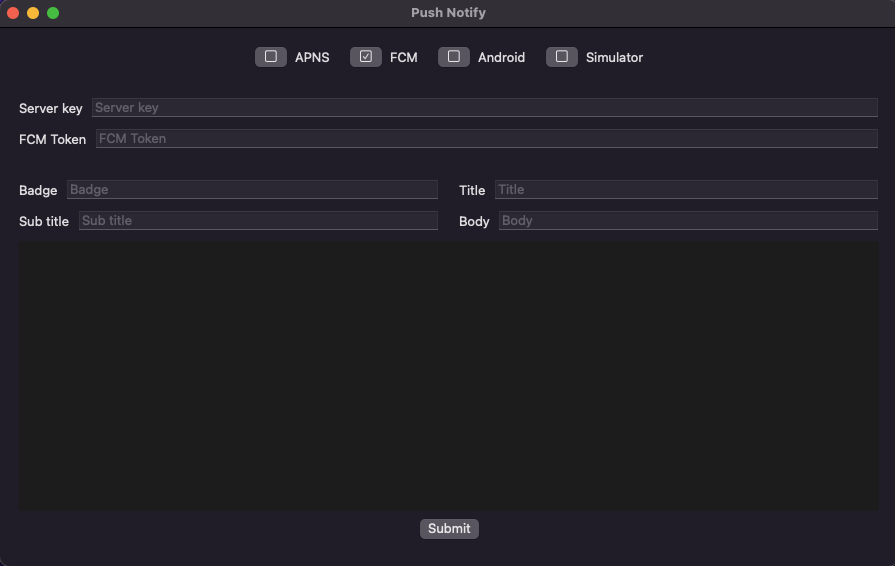 Push Notify
APNS FCM Android Simulator
Server key Server key
FCM Token FCM Token
Badge Badge Title Title
Sub title Sub title Body Body
Submit